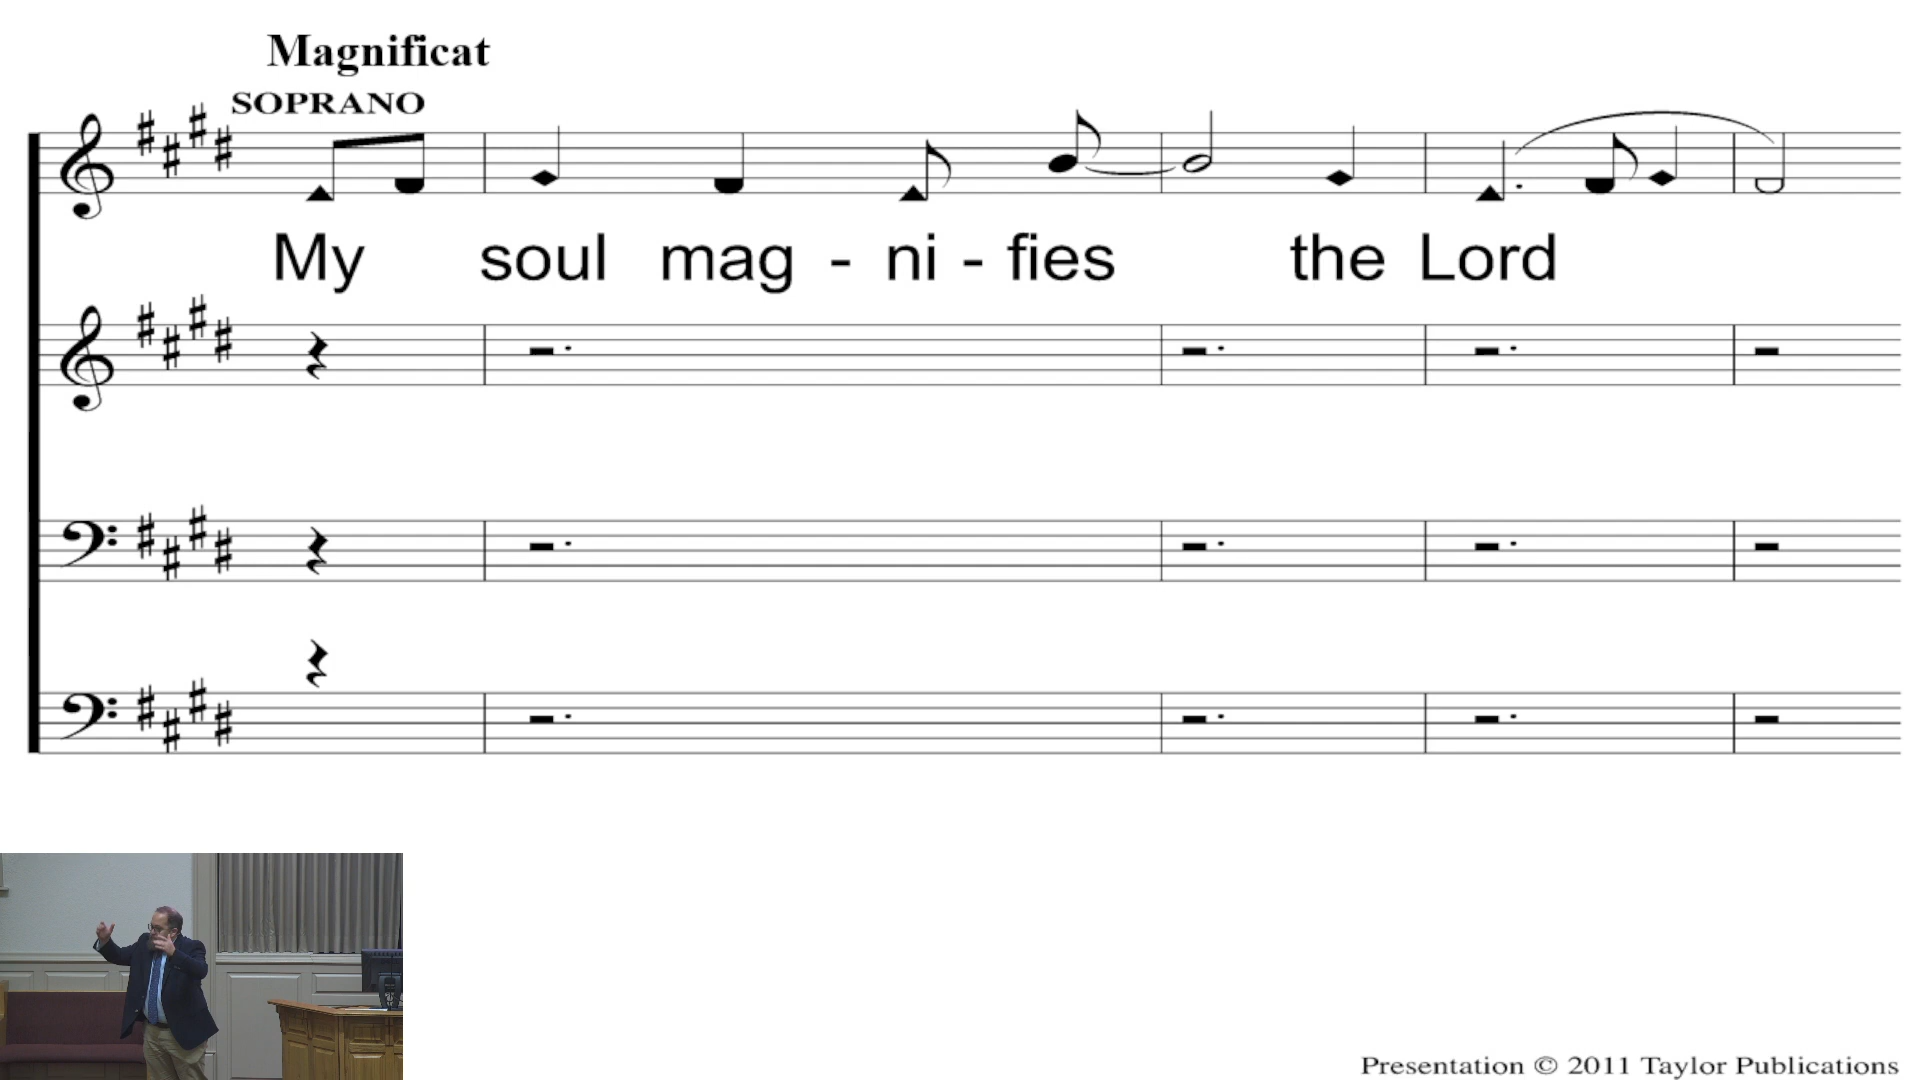 Magnificat
SOPRANO
My soul mag - ni - fies the Lord
Presentation © 2011 Taylor Publications